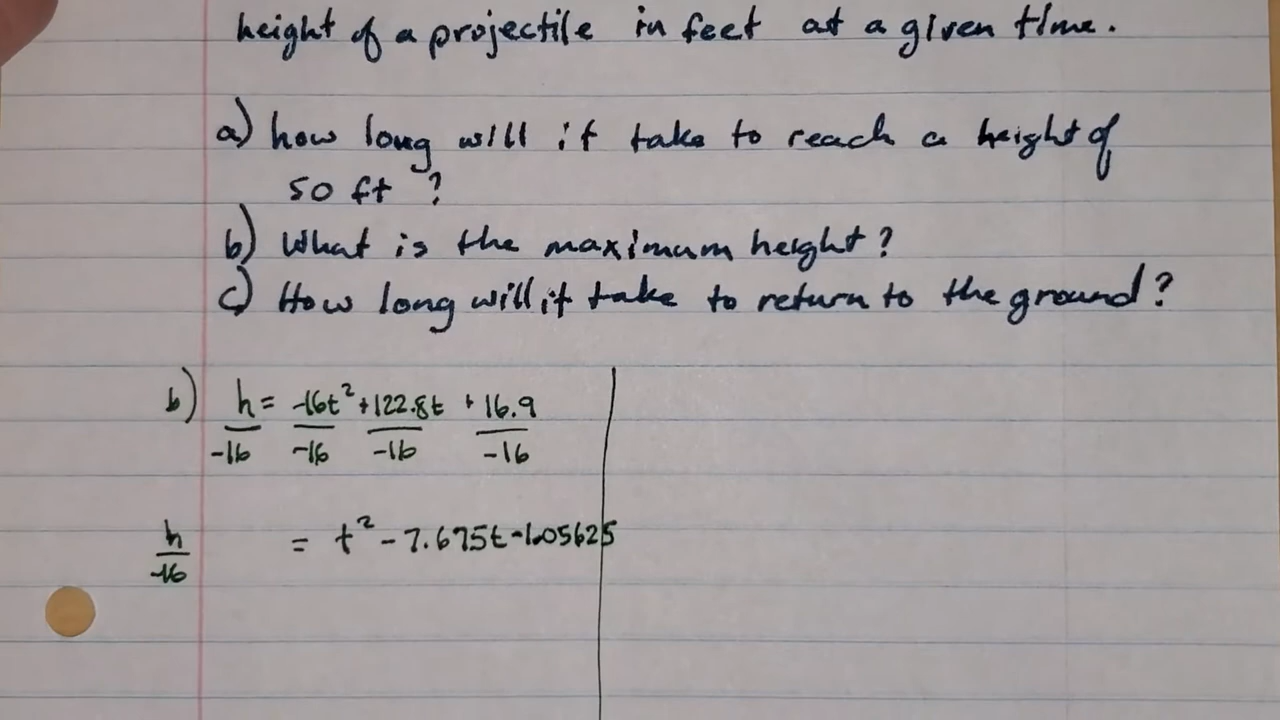 height of a projectile in feet at a given time.
a) how long will it take to reach a height of
50 ft ?
b) What is the maximum height?
c) How long will it take to return to the ground?
b) h = -16t² + 122.8t + 16.9
-16 -16 -16 -16
h = t² - 7.675t - 1.05625
-16